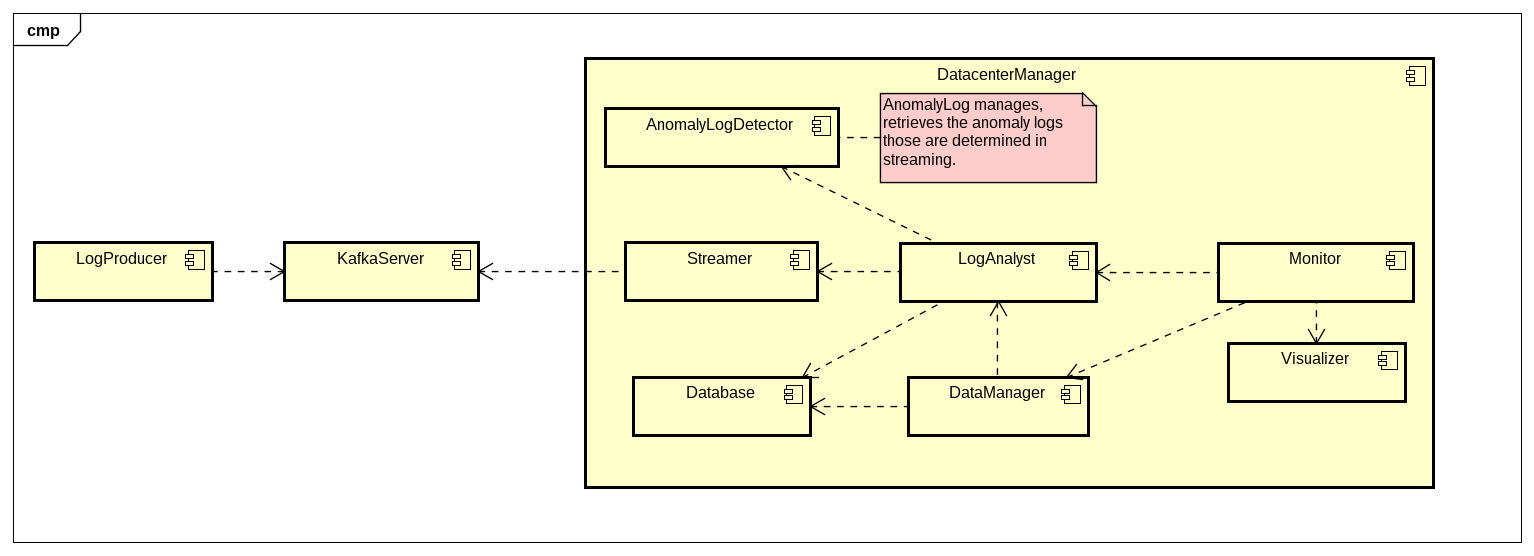 cmp
DatacenterManager
AnomalyLogDetector
AnomalyLog manages,
retrieves the anomaly logs
those are determined in
streaming.
LogProducer
KafkaServer
Streamer
LogAnalyst
Monitor
Database
DataManager
Visualizer